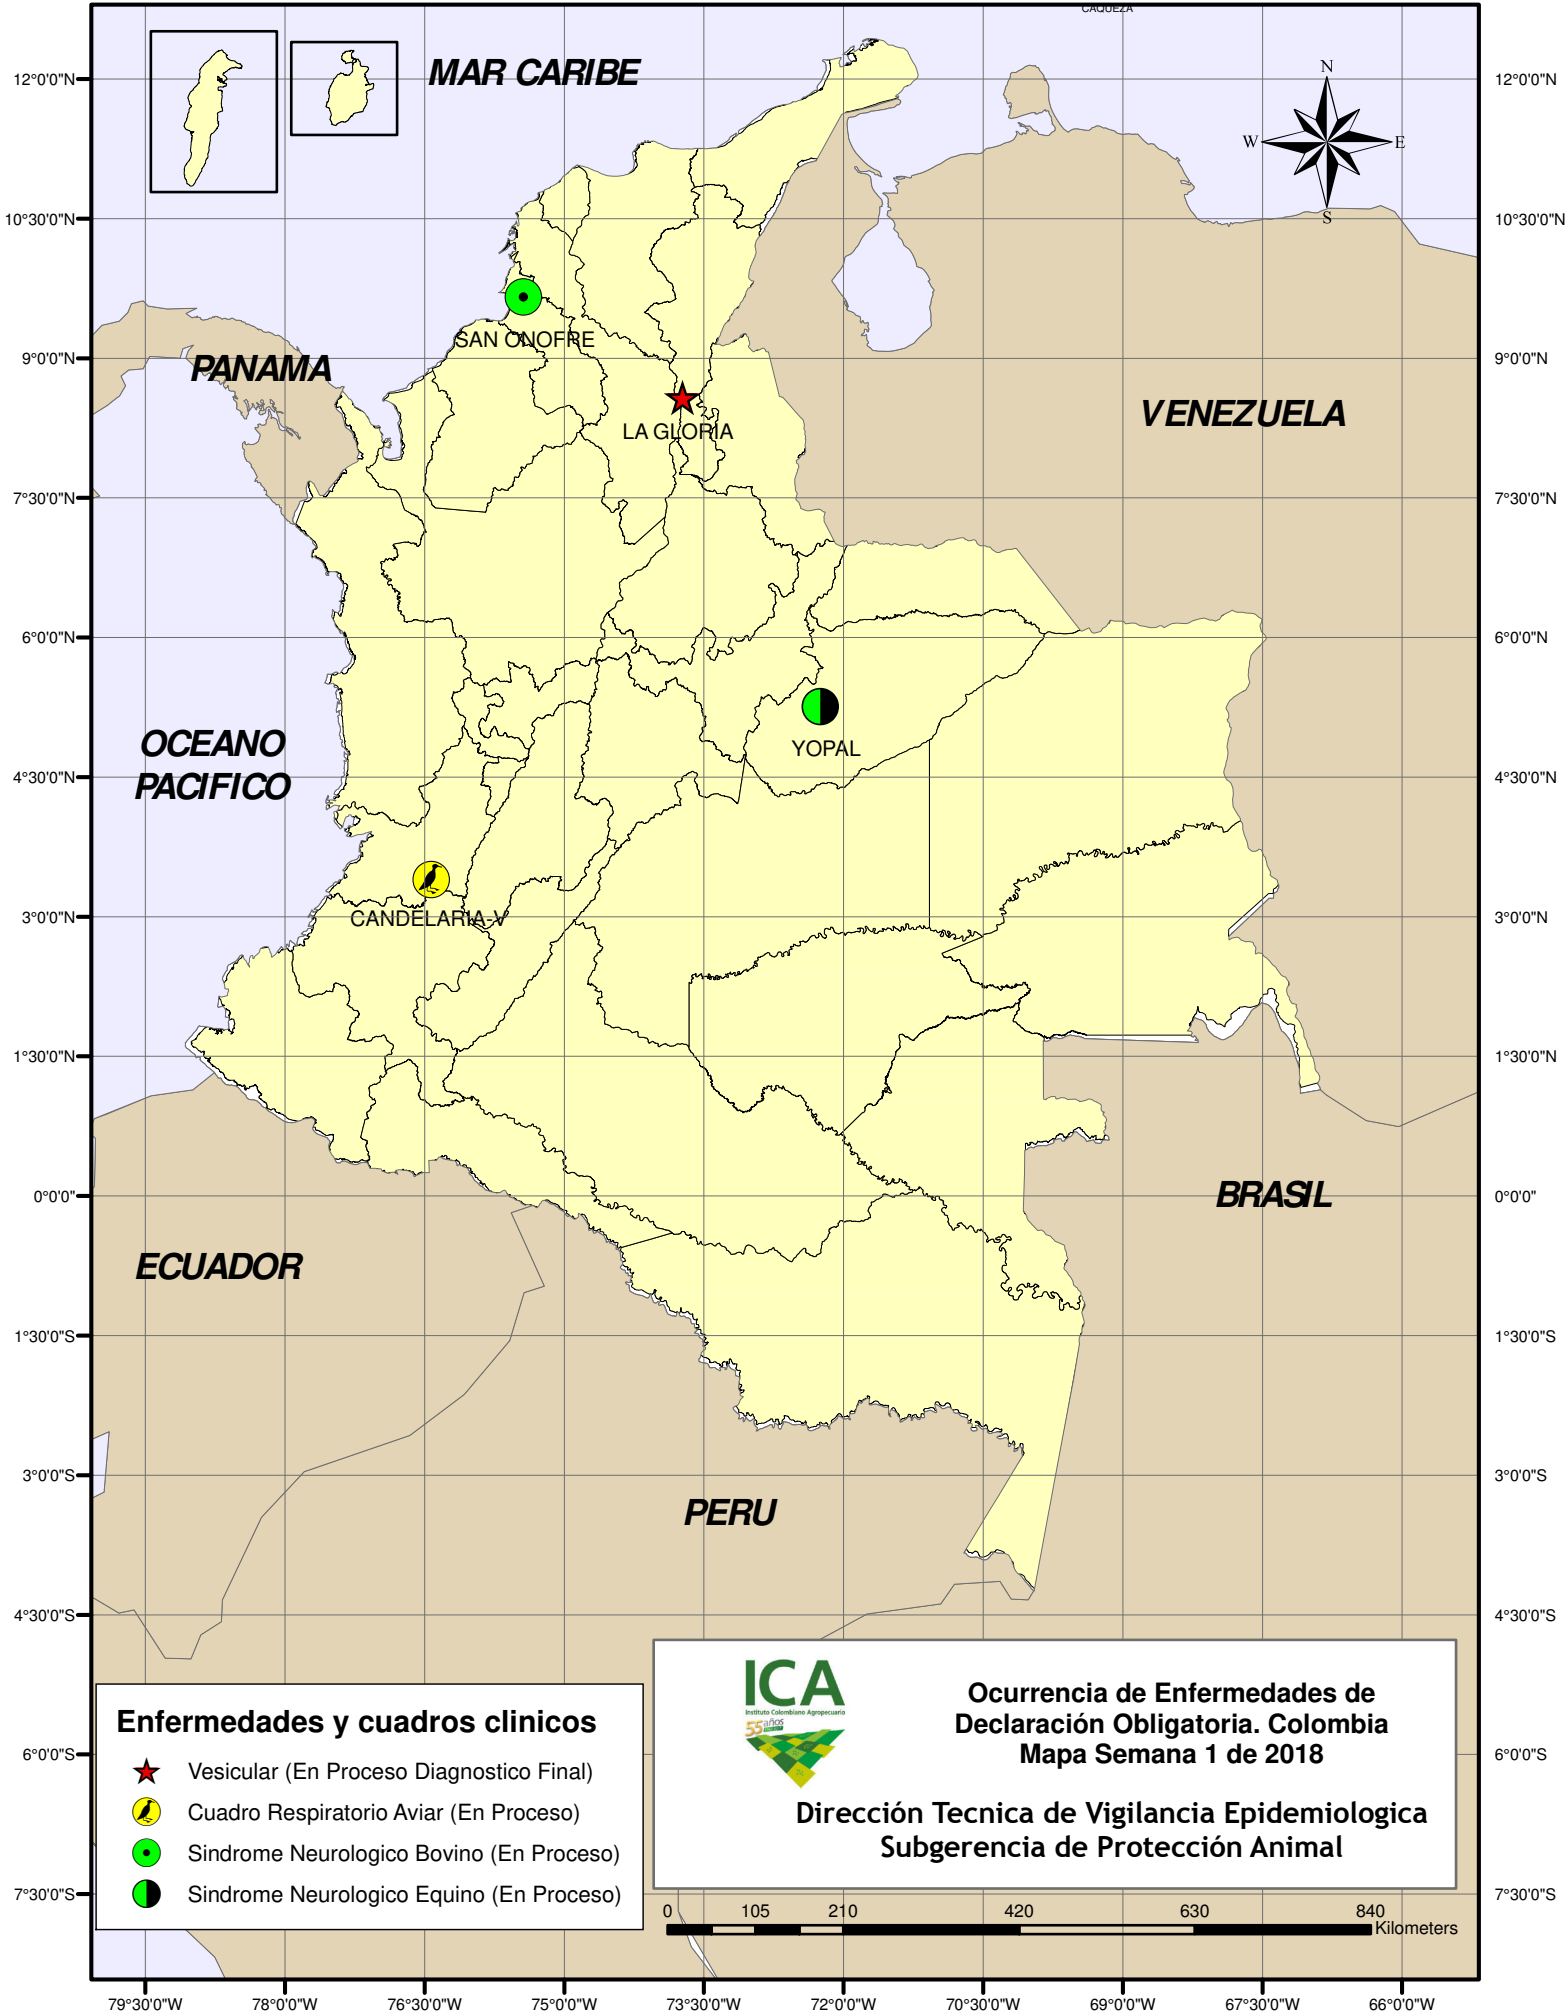 CAQUEZA
MAR CARIBE
N
W
E
S
12°0'0"N
12°0'0"N
10°30'0"N
10°30'0"N
SAN ONOFRE
9°0'0"N
9°0'0"N
PANAMA
VENEZUELA
LA GLORIA
7°30'0"N
7°30'0"N
6°0'0"N
6°0'0"N
OCEANO
PACIFICO
YOPAL
4°30'0"N
4°30'0"N
CANDELARIA-V
3°0'0"N
3°0'0"N
1°30'0"N
1°30'0"N
0°0'0"
0°0'0"
BRASIL
ECUADOR
1°30'0"S
1°30'0"S
3°0'0"S
3°0'0"S
PERU
4°30'0"S
4°30'0"S
6°0'0"S
6°0'0"S
7°30'0"S
7°30'0"S
Enfermedades y cuadros clinicos
Vesicular (En Proceso Diagnostico Final)
Cuadro Respiratorio Aviar (En Proceso)
Sindrome Neurologico Bovino (En Proceso)
Sindrome Neurologico Equino (En Proceso)
ICA
Instituto Colombiano Agropecuario
55 años
Ocurrencia de Enfermedades de
Declaración Obligatoria. Colombia
Mapa Semana 1 de 2018
Dirección Tecnica de Vigilancia Epidemiologica
Subgerencia de Protección Animal
0 105 210 420 630 840
Kilometers
79°30'0"W 78°0'0"W 76°30'0"W 75°0'0"W 73°30'0"W 72°0'0"W 70°30'0"W 69°0'0"W 67°30'0"W 66°0'0"W